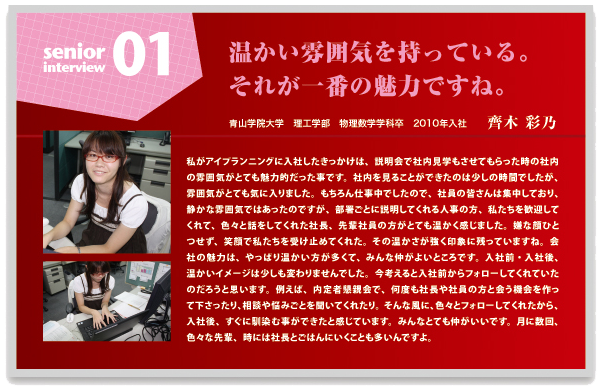 senior
interview 01
温かい雰囲気を持っている。
それが一番の魅力ですね。
青山学院大学 理工学部 物理数学学科卒 2010年入社 齊木 彩乃
私がアイプランニングに入社したきっかけは、説明会で社内見学もさせてもらった時の社内
の雰囲気がとても魅力的だった事です。社内を見ることができたのは少しの時間でしたが、
雰囲気がとても気に入りました。もちろん仕事中でしたので、社員の皆さんは集中しており、
静かな雰囲気ではあったのですが、部署ごとに説明してくれる人事の方、私たちを歓迎して
くれて、色々と話をしてくれた社長、先輩社員の方がとても温かく感じました。嫌な顔ひと
つせず、笑顔で私たちを受け止めてくれた。その温かさが強く印象に残っていますね。会
社の魅力は、やっぱり温かい方が多くて、みんな仲がよいところです。入社前・入社後、
温かいイメージは少しも変わりませんでした。今考えると入社前からフォローしてくれていた
のだろうと思います。例えば、内定者懇親会で、何度も社長や社員の方と会う機会を作っ
て下さったり、相談や悩みごとを聞いてくれたり。そんな風に、色々とフォローしてくれたから、
入社後、すぐに馴染む事ができたと感じています。みんなとても仲がいいです。月に数回、
色々な先輩、時には社長とごはんにいくことも多いんですよ。